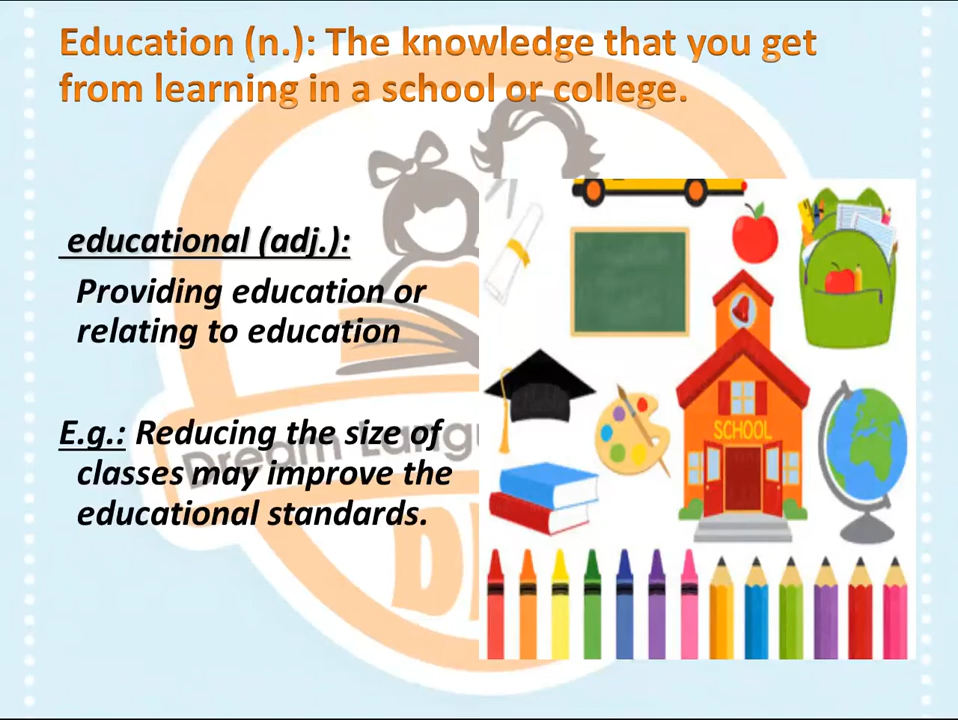 Education (n.): The knowledge that you get
from learning in a school or college.
educational (adj.):
Providing education or
relating to education
E.g.: Reducing the size of
classes may improve the
educational standards.
SCHOOL
Dream